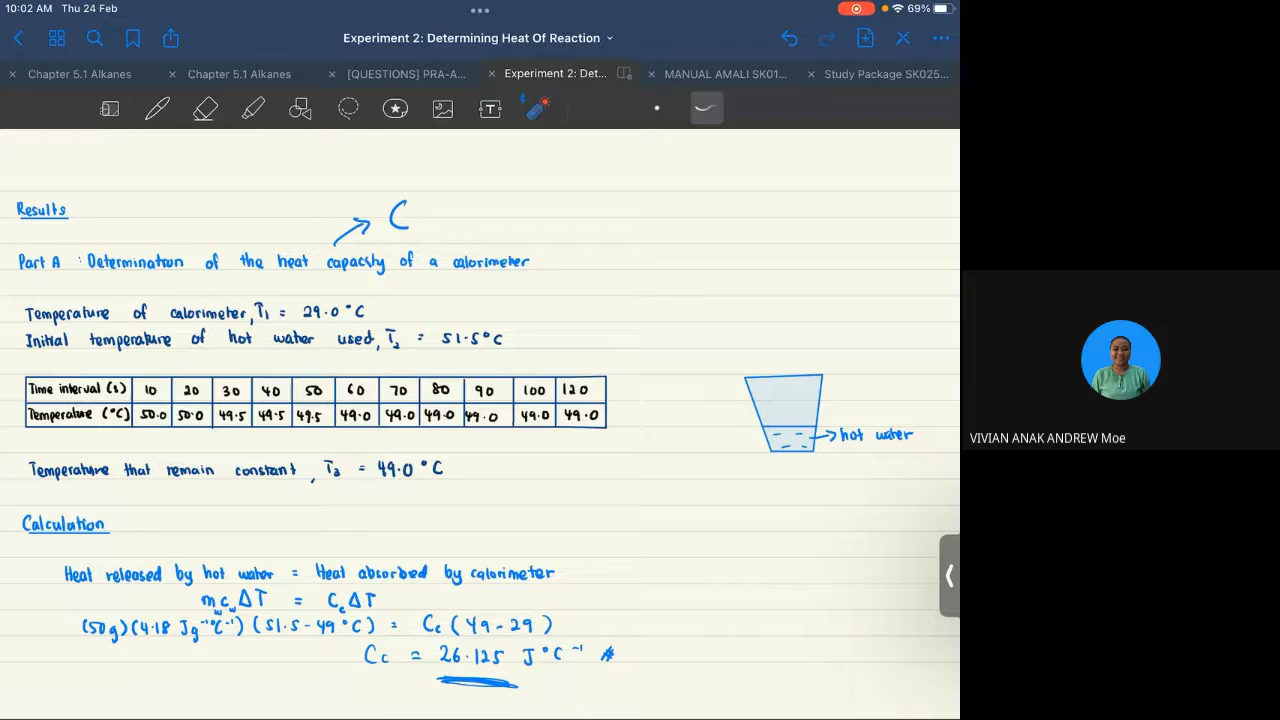 10:02 AM Thu 24 Feb
69%
Experiment 2: Determining Heat Of Reaction
Chapter 5.1 Alkanes
Chapter 5.1 Alkanes
[QUESTIONS] PRA-A...
Experiment 2: Det...
MANUAL AMALI SK01...
Study Package SK025...
T
Results
C
Part A : Determination of the heat capacity of a calorimeter
Temperature of calorimeter, T₁ = 29.0 °C
Initial temperature of hot water used, T₂ = 51.5°C
Time interval (s) 10 20 30 40 50 60 70 80 90 100 120
Temperature (°C) 50.0 50.0 49.5 49.5 49.5 49.0 49.0 49.0 49.0 49.0 49.0
hot water
Temperature that remain constant, T₃ = 49.0 °C
Calculation
Heat released by hot water = Heat absorbed by calorimeter
m_w c_w ΔT = C_c ΔT
(50g) (4.18 Jg⁻¹°C⁻¹) (51.5 - 49 °C) = Cc (49 - 29)
Cc = 26.125 J °C⁻¹ #
VIVIAN ANAK ANDREW Moe